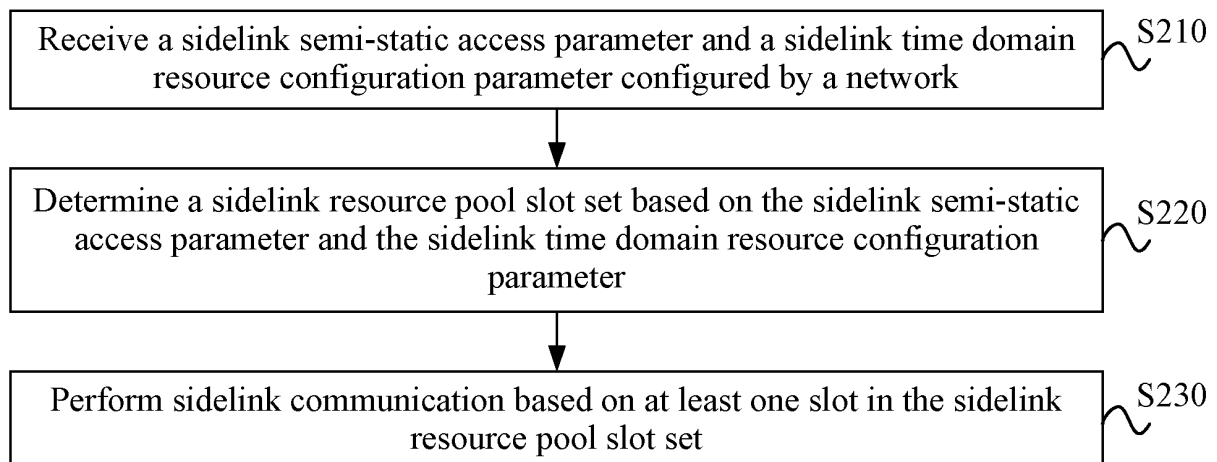 Receive a sidelink semi-static access parameter and a sidelink time domain
resource configuration parameter configured by a network
S210
Determine a sidelink resource pool slot set based on the sidelink semi-static
access parameter and the sidelink time domain resource configuration
parameter
S220
Perform sidelink communication based on at least one slot in the sidelink
resource pool slot set
S230